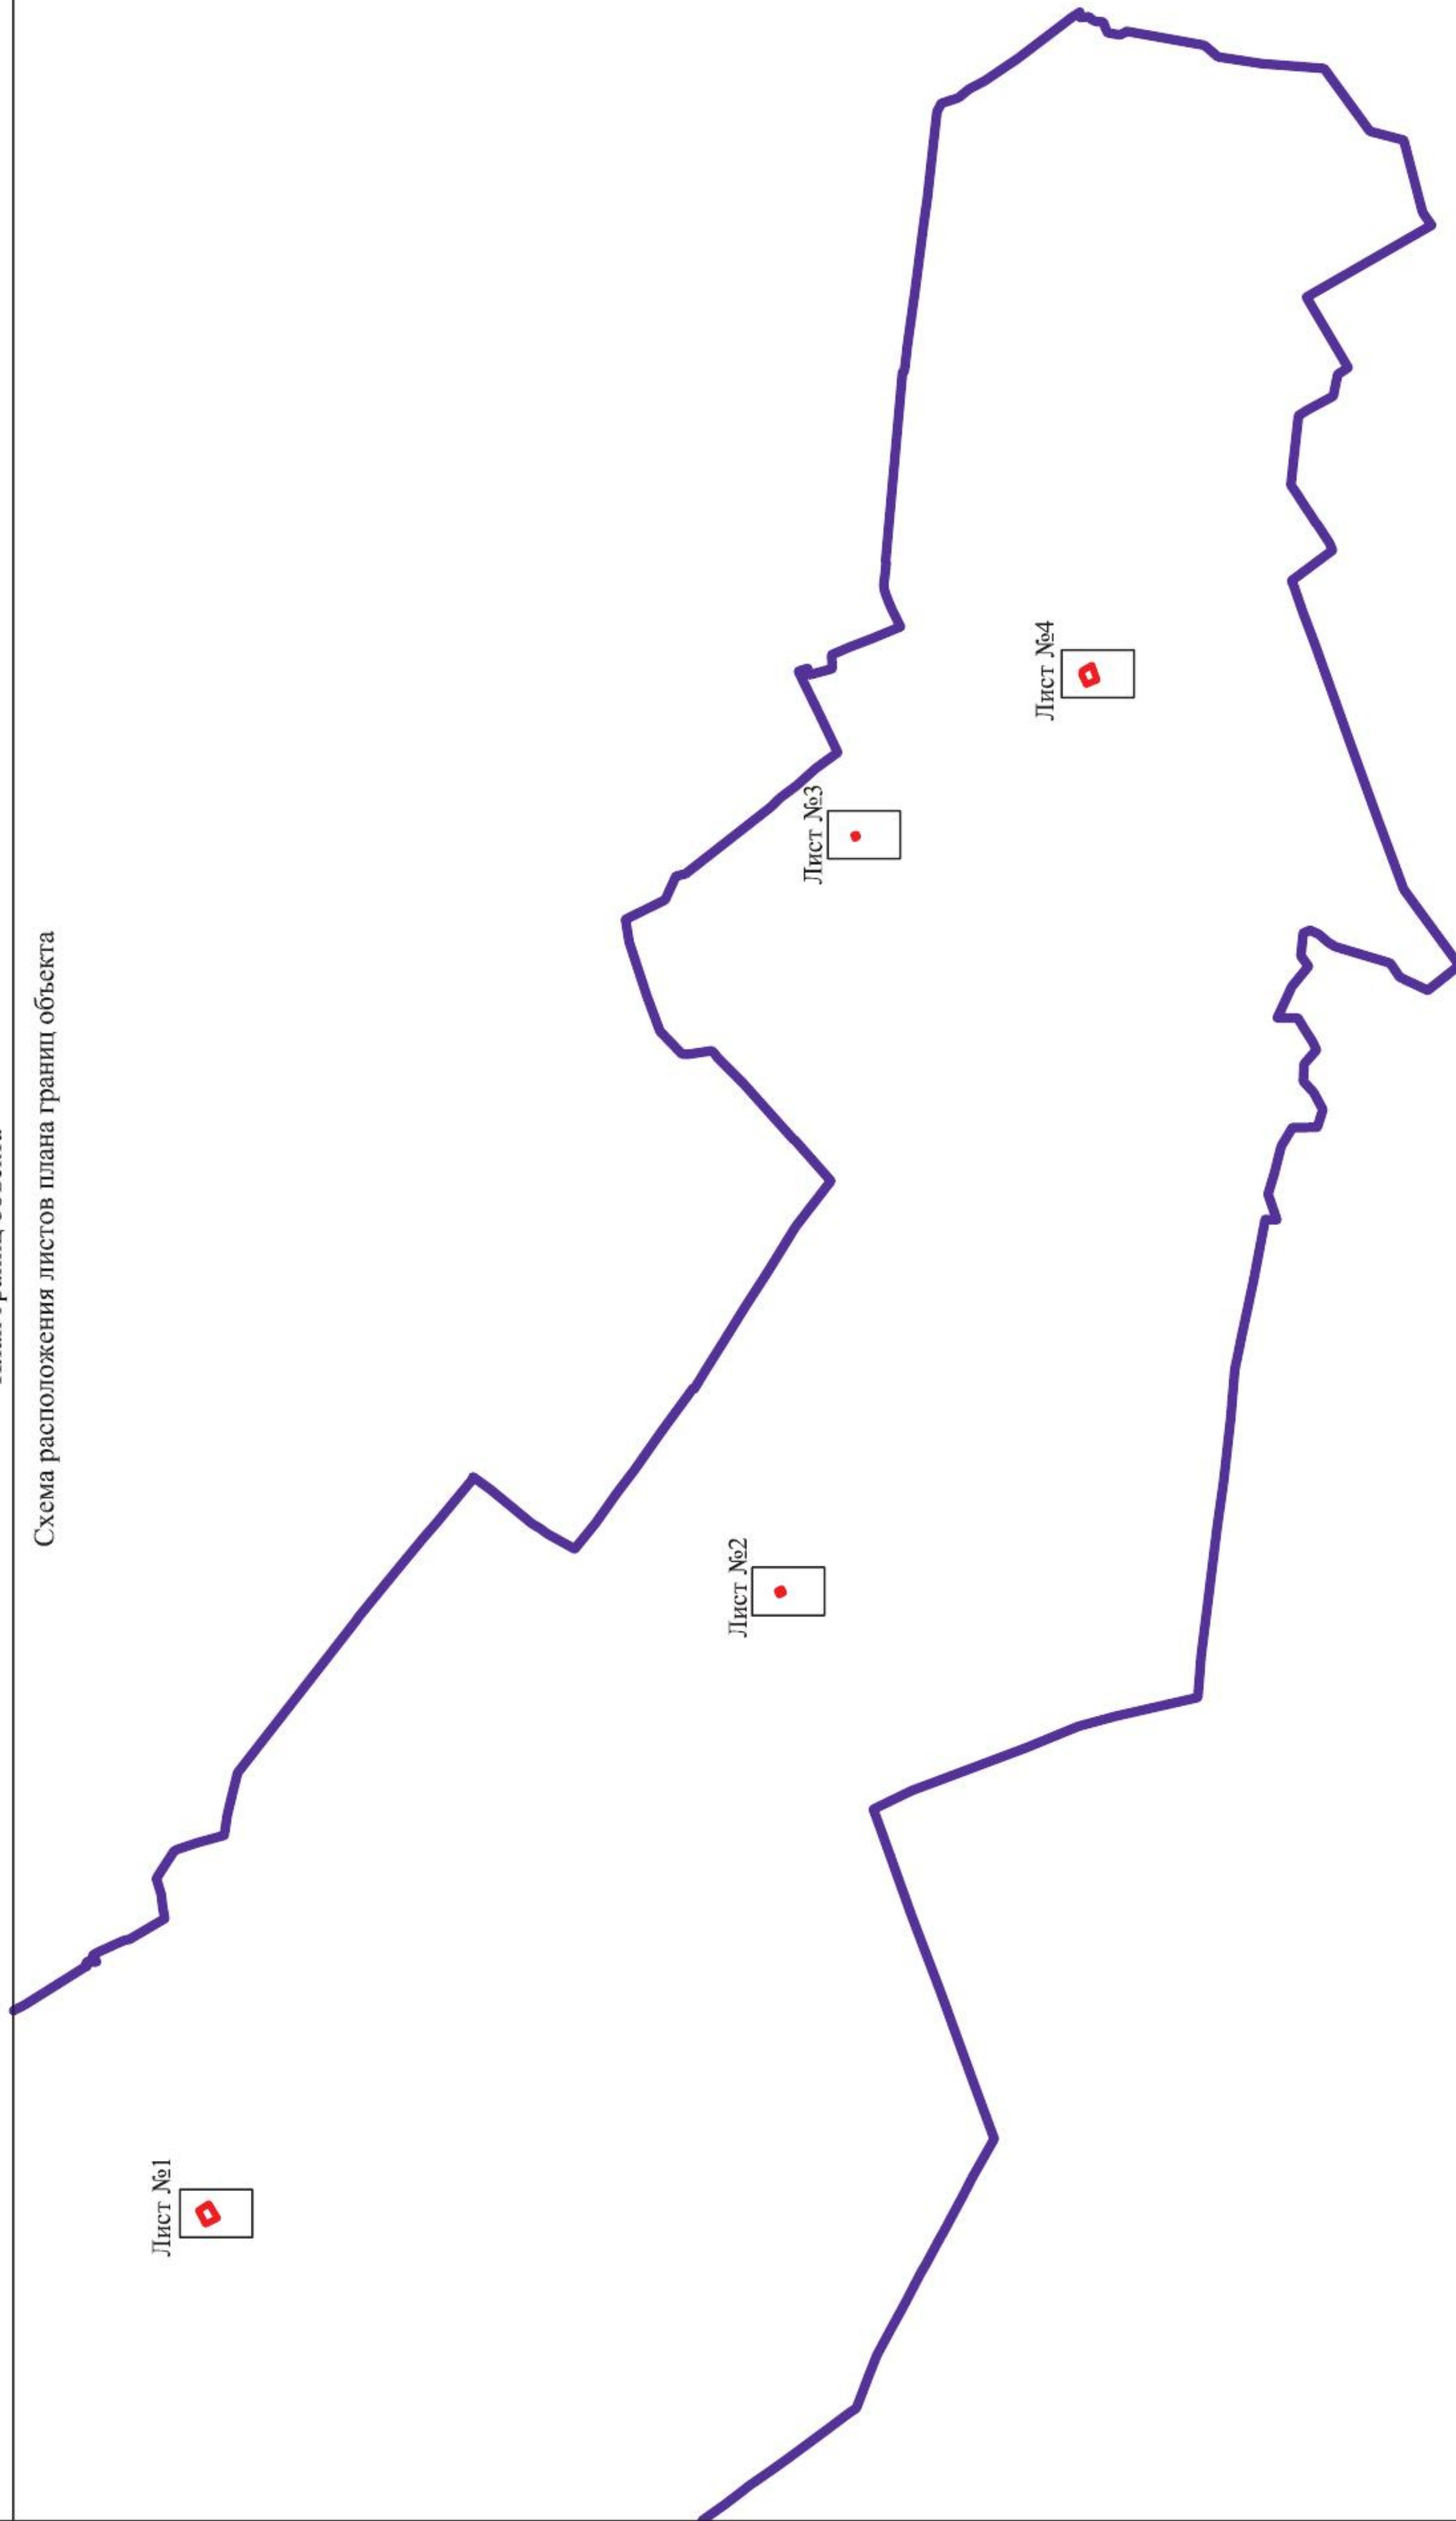 Схема расположения листов плана границ объекта
Лист №1
Лист №2
Лист №3
Лист №4